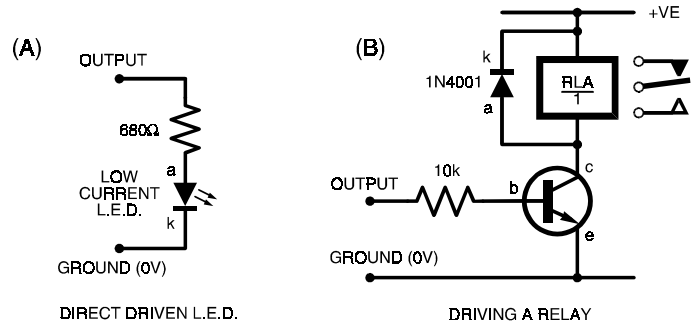 (A)
OUTPUT
680Ω
a
LOW
CURRENT
L.E.D.
k
GROUND (0V)
DIRECT DRIVEN L.E.D.
(B)
+VE
k
1N4001
a
RLA
1
c
10k
OUTPUT
b
e
GROUND (0V)
DRIVING A RELAY